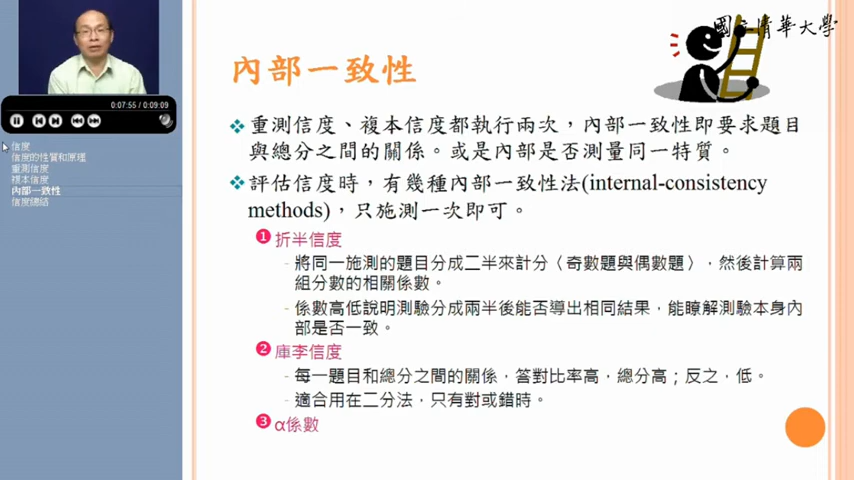 國立清華大學
0:07:55 / 0:09:09
信度
信度的性質和原理
重測信度
複本信度
內部一致性
信度總結
內部一致性
重測信度、複本信度都執行兩次，內部一致性即要求題目
與總分之間的關係。或是內部是否測量同一特質。
評估信度時，有幾種內部一致性法(internal-consistency
methods)，只施測一次即可。
❶折半信度
- 將同一施測的題目分成二半來計分〈奇數題與偶數題〉，然後計算兩
組分數的相關係數。
- 係數高低說明測驗分成兩半後能否導出相同結果，能瞭解測驗本身內
部是否一致。
❷庫李信度
- 每一題目和總分之間的關係，答對比率高，總分高；反之，低。
- 適合用在二分法，只有對或錯時。
❸α係數